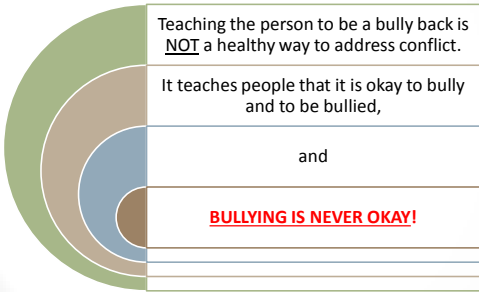 Teaching the person to be a bully back is
NOT a healthy way to address conflict.
It teaches people that it is okay to bully
and to be bullied,
and
BULLYING IS NEVER OKAY!